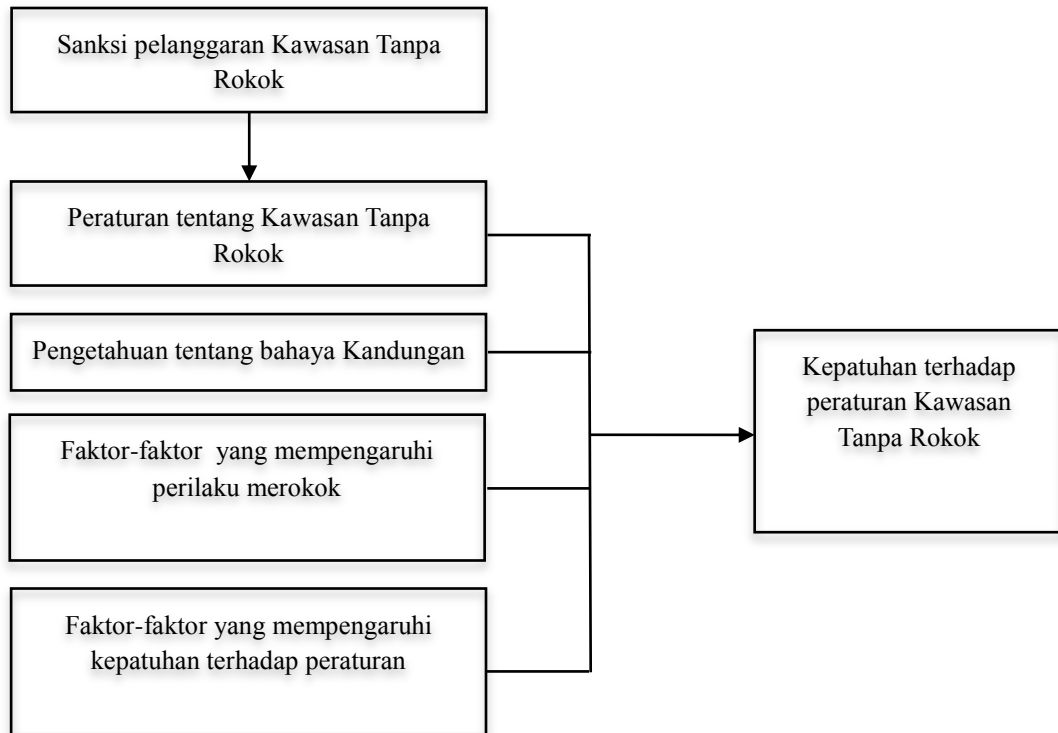 Sanksi pelanggaran Kawasan Tanpa
Rokok
Peraturan tentang Kawasan Tanpa
Rokok
Pengetahuan tentang bahaya Kandungan
Faktor-faktor yang mempengaruhi
perilaku merokok
Faktor-faktor yang mempengaruhi
kepatuhan terhadap peraturan
Kepatuhan terhadap
peraturan Kawasan
Tanpa Rokok